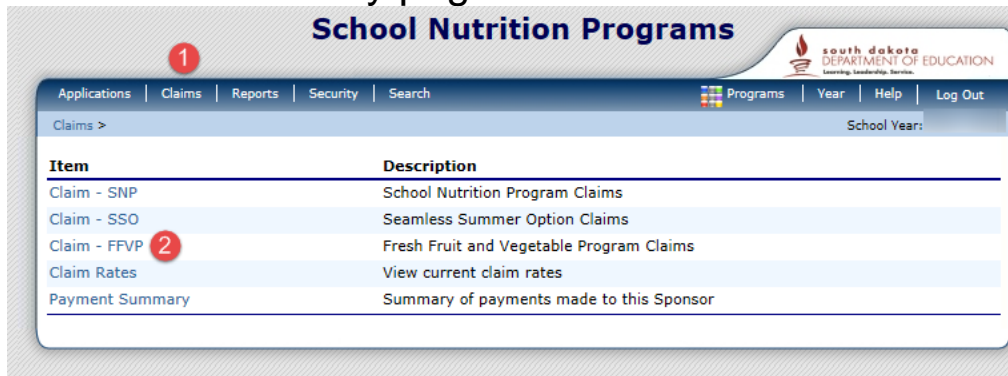 School Nutrition Programs
south dakota
DEPARTMENT OF EDUCATION
Learning. Leadership. Service.
1
Applications | Claims | Reports | Security | Search Programs | Year | Help | Log Out
Claims > School Year:
Item Description
Claim - SNP School Nutrition Program Claims
Claim - SSO Seamless Summer Option Claims
Claim - FFVP 2 Fresh Fruit and Vegetable Program Claims
Claim Rates View current claim rates
Payment Summary Summary of payments made to this Sponsor